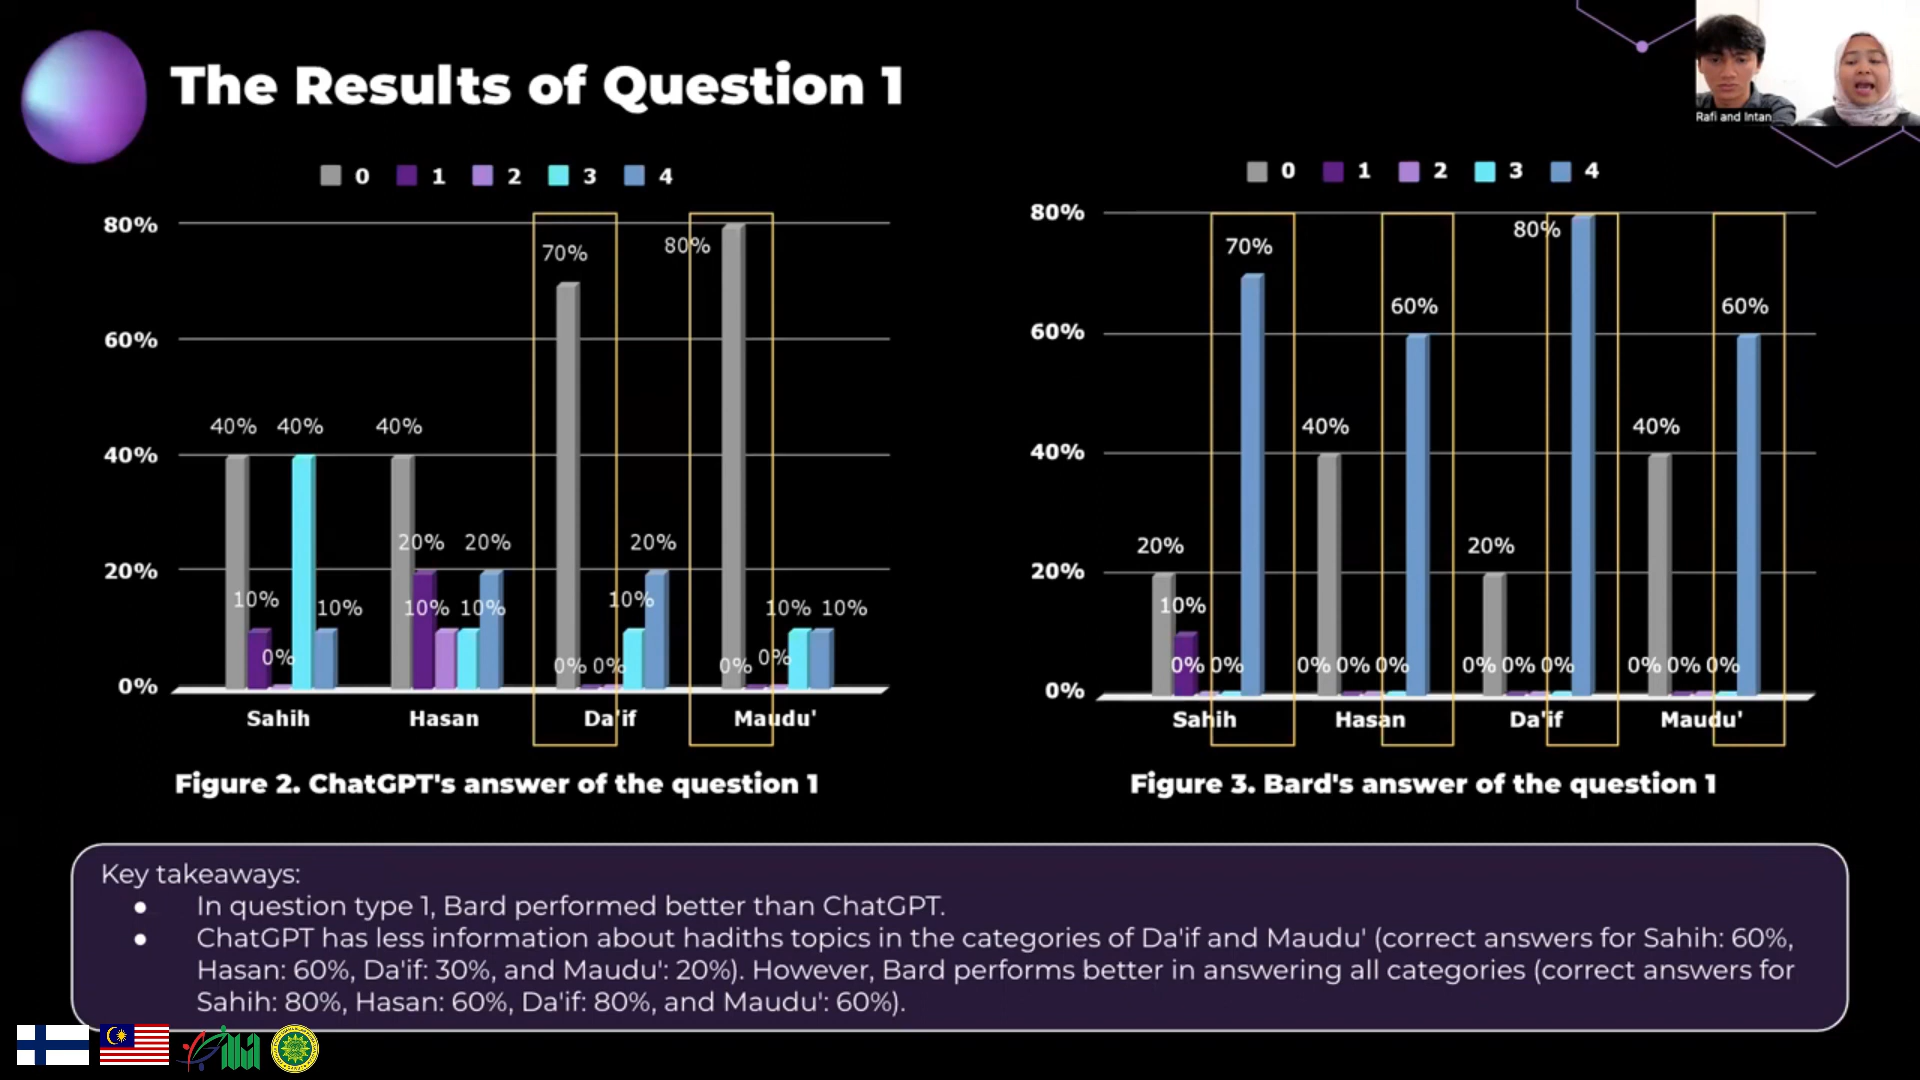 The Results of Question 1
Rafi and Intan
0 1 2 3 4
80%
60%
40%
20%
0%
40% 10% 0% 40% 10%
40% 20% 10% 10% 20%
70% 0% 0% 10% 20%
80% 0% 0% 10% 10%
Sahih Hasan Da'if Maudu'
Figure 2. ChatGPT's answer of the question 1
0 1 2 3 4
80%
60%
40%
20%
0%
20% 10% 0% 0% 70%
40% 0% 0% 0% 60%
20% 0% 0% 0% 80%
40% 0% 0% 0% 60%
Sahih Hasan Da'if Maudu'
Figure 3. Bard's answer of the question 1
Key takeaways:
● In question type 1, Bard performed better than ChatGPT.
● ChatGPT has less information about hadiths topics in the categories of Da'if and Maudu' (correct answers for Sahih: 60%,
Hasan: 60%, Da'if: 30%, and Maudu': 20%). However, Bard performs better in answering all categories (correct answers for
Sahih: 80%, Hasan: 60%, Da'if: 80%, and Maudu': 60%).